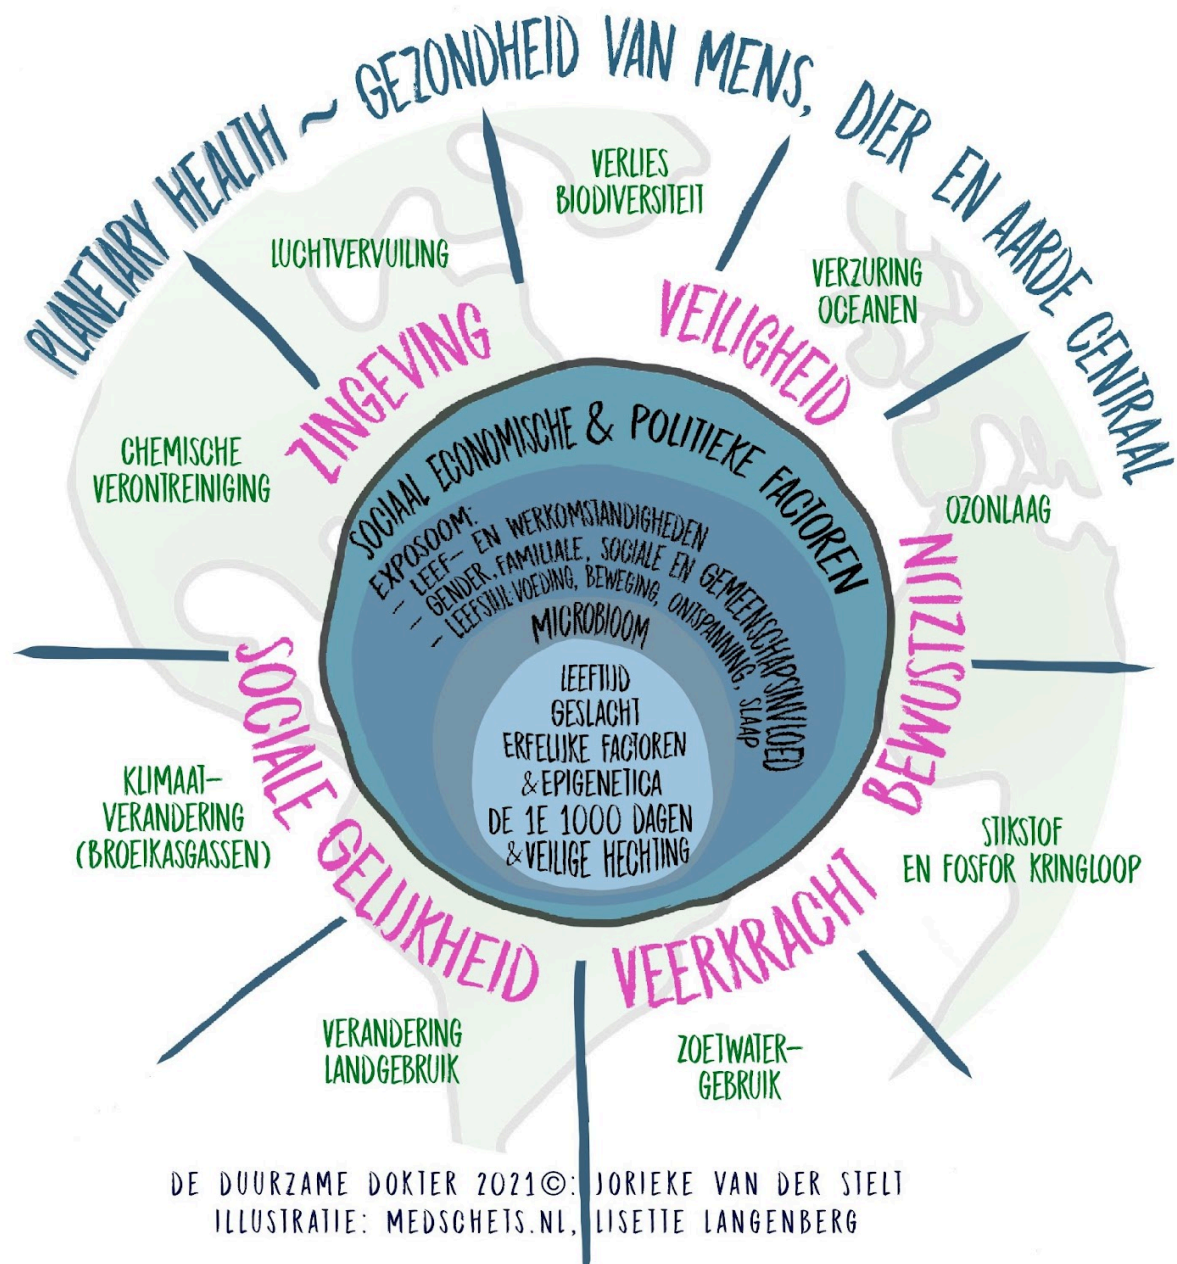 PLANETARY HEALTH ~ GEZONDHEID VAN MENS, DIER EN AARDE CENTRAAL
VERLIES
BIODIVERSITEIT
LUCHTVERVUILING
VERZURING
OCEANEN
CHEMISCHE
VERONTREINIGING
OZONLAAG
KLIMAAT-
VERANDERING
(BROEIKASGASSEN)
STIKSTOF
EN FOSFOR KRINGLOOP
VERANDERING
LANDGEBRUIK
ZOETWATER-
GEBRUIK
ZINGEVING
VEILIGHEID
BEWUSTZIJN
VEERKRACHT
SOCIALE GELIJKHEID
SOCIAAL ECONOMISCHE & POLITIEKE FACTOREN
EXPOSOOM:
- LEEF- EN WERKOMSTANDIGHEDEN
- GENDER, FAMILIALE, SOCIALE EN GEMEENSCHAPSINVLOED
- LEEFSTIJL: VOEDING, BEWEGING, ONTSPANNING, SLAAP
MICROBIOOM
LEEFTIJD
GESLACHT
ERFELIJKE FACTOREN
& EPIGENETICA
DE 1E 1000 DAGEN
& VEILIGE HECHTING
DE DUURZAME DOKTER 2021©: JORIEKE VAN DER STELT
ILLUSTRATIE: MEDSCHETS.NL, LISETTE LANGENBERG